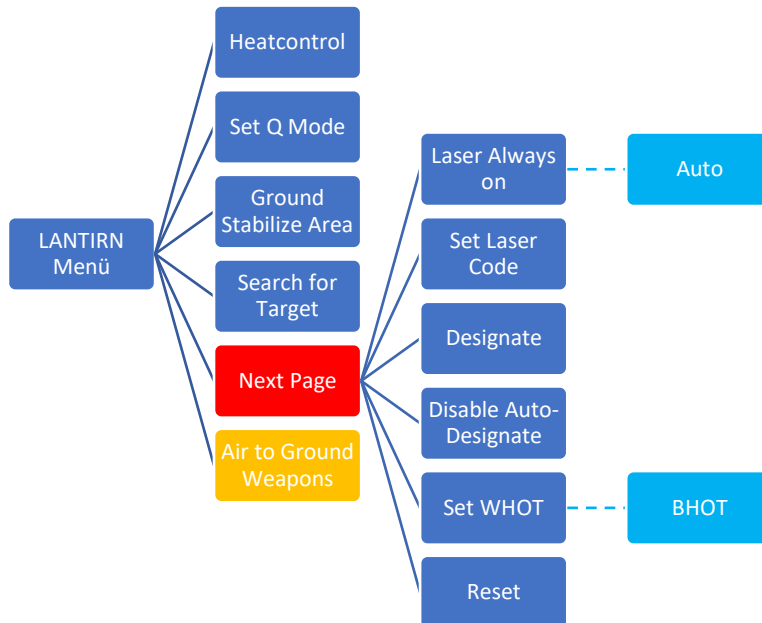 LANTIRN
Menü
Heatcontrol
Set Q Mode
Ground
Stabilize Area
Search for
Target
Next Page
Air to Ground
Weapons
Laser Always
on
Auto
Set Laser
Code
Designate
Disable Auto-
Designate
Set WHOT
BHOT
Reset